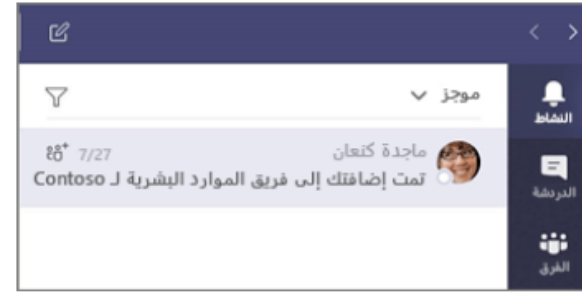 موجز
النشاط
ماجدة كنعان 7/27
تمت إضافتك إلى فريق الموارد البشرية لـ Contoso
الدردشة
الفرق